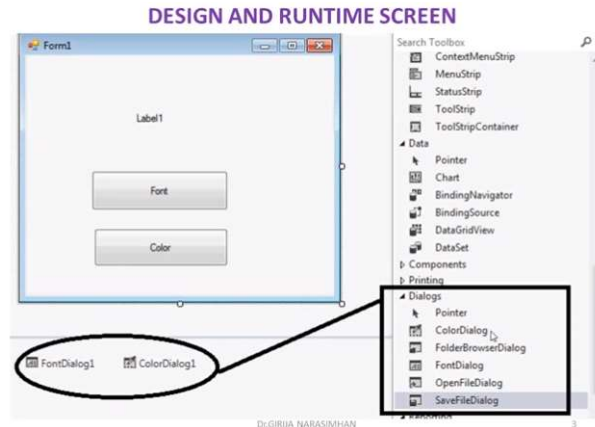 DESIGN AND RUNTIME SCREEN
Form1
Label1
Font
Color
FontDialog1
ColorDialog1
Search Toolbox
ContextMenuStrip
MenuStrip
StatusStrip
ToolStrip
ToolStripContainer
Data
Pointer
Chart
BindingNavigator
BindingSource
DataGridView
DataSet
Components
Printing
Dialogs
Pointer
ColorDialog
FolderBrowserDialog
FontDialog
OpenFileDialog
SaveFileDialog
Reporting
Dr.GIRIJA NARASIMHAN
3